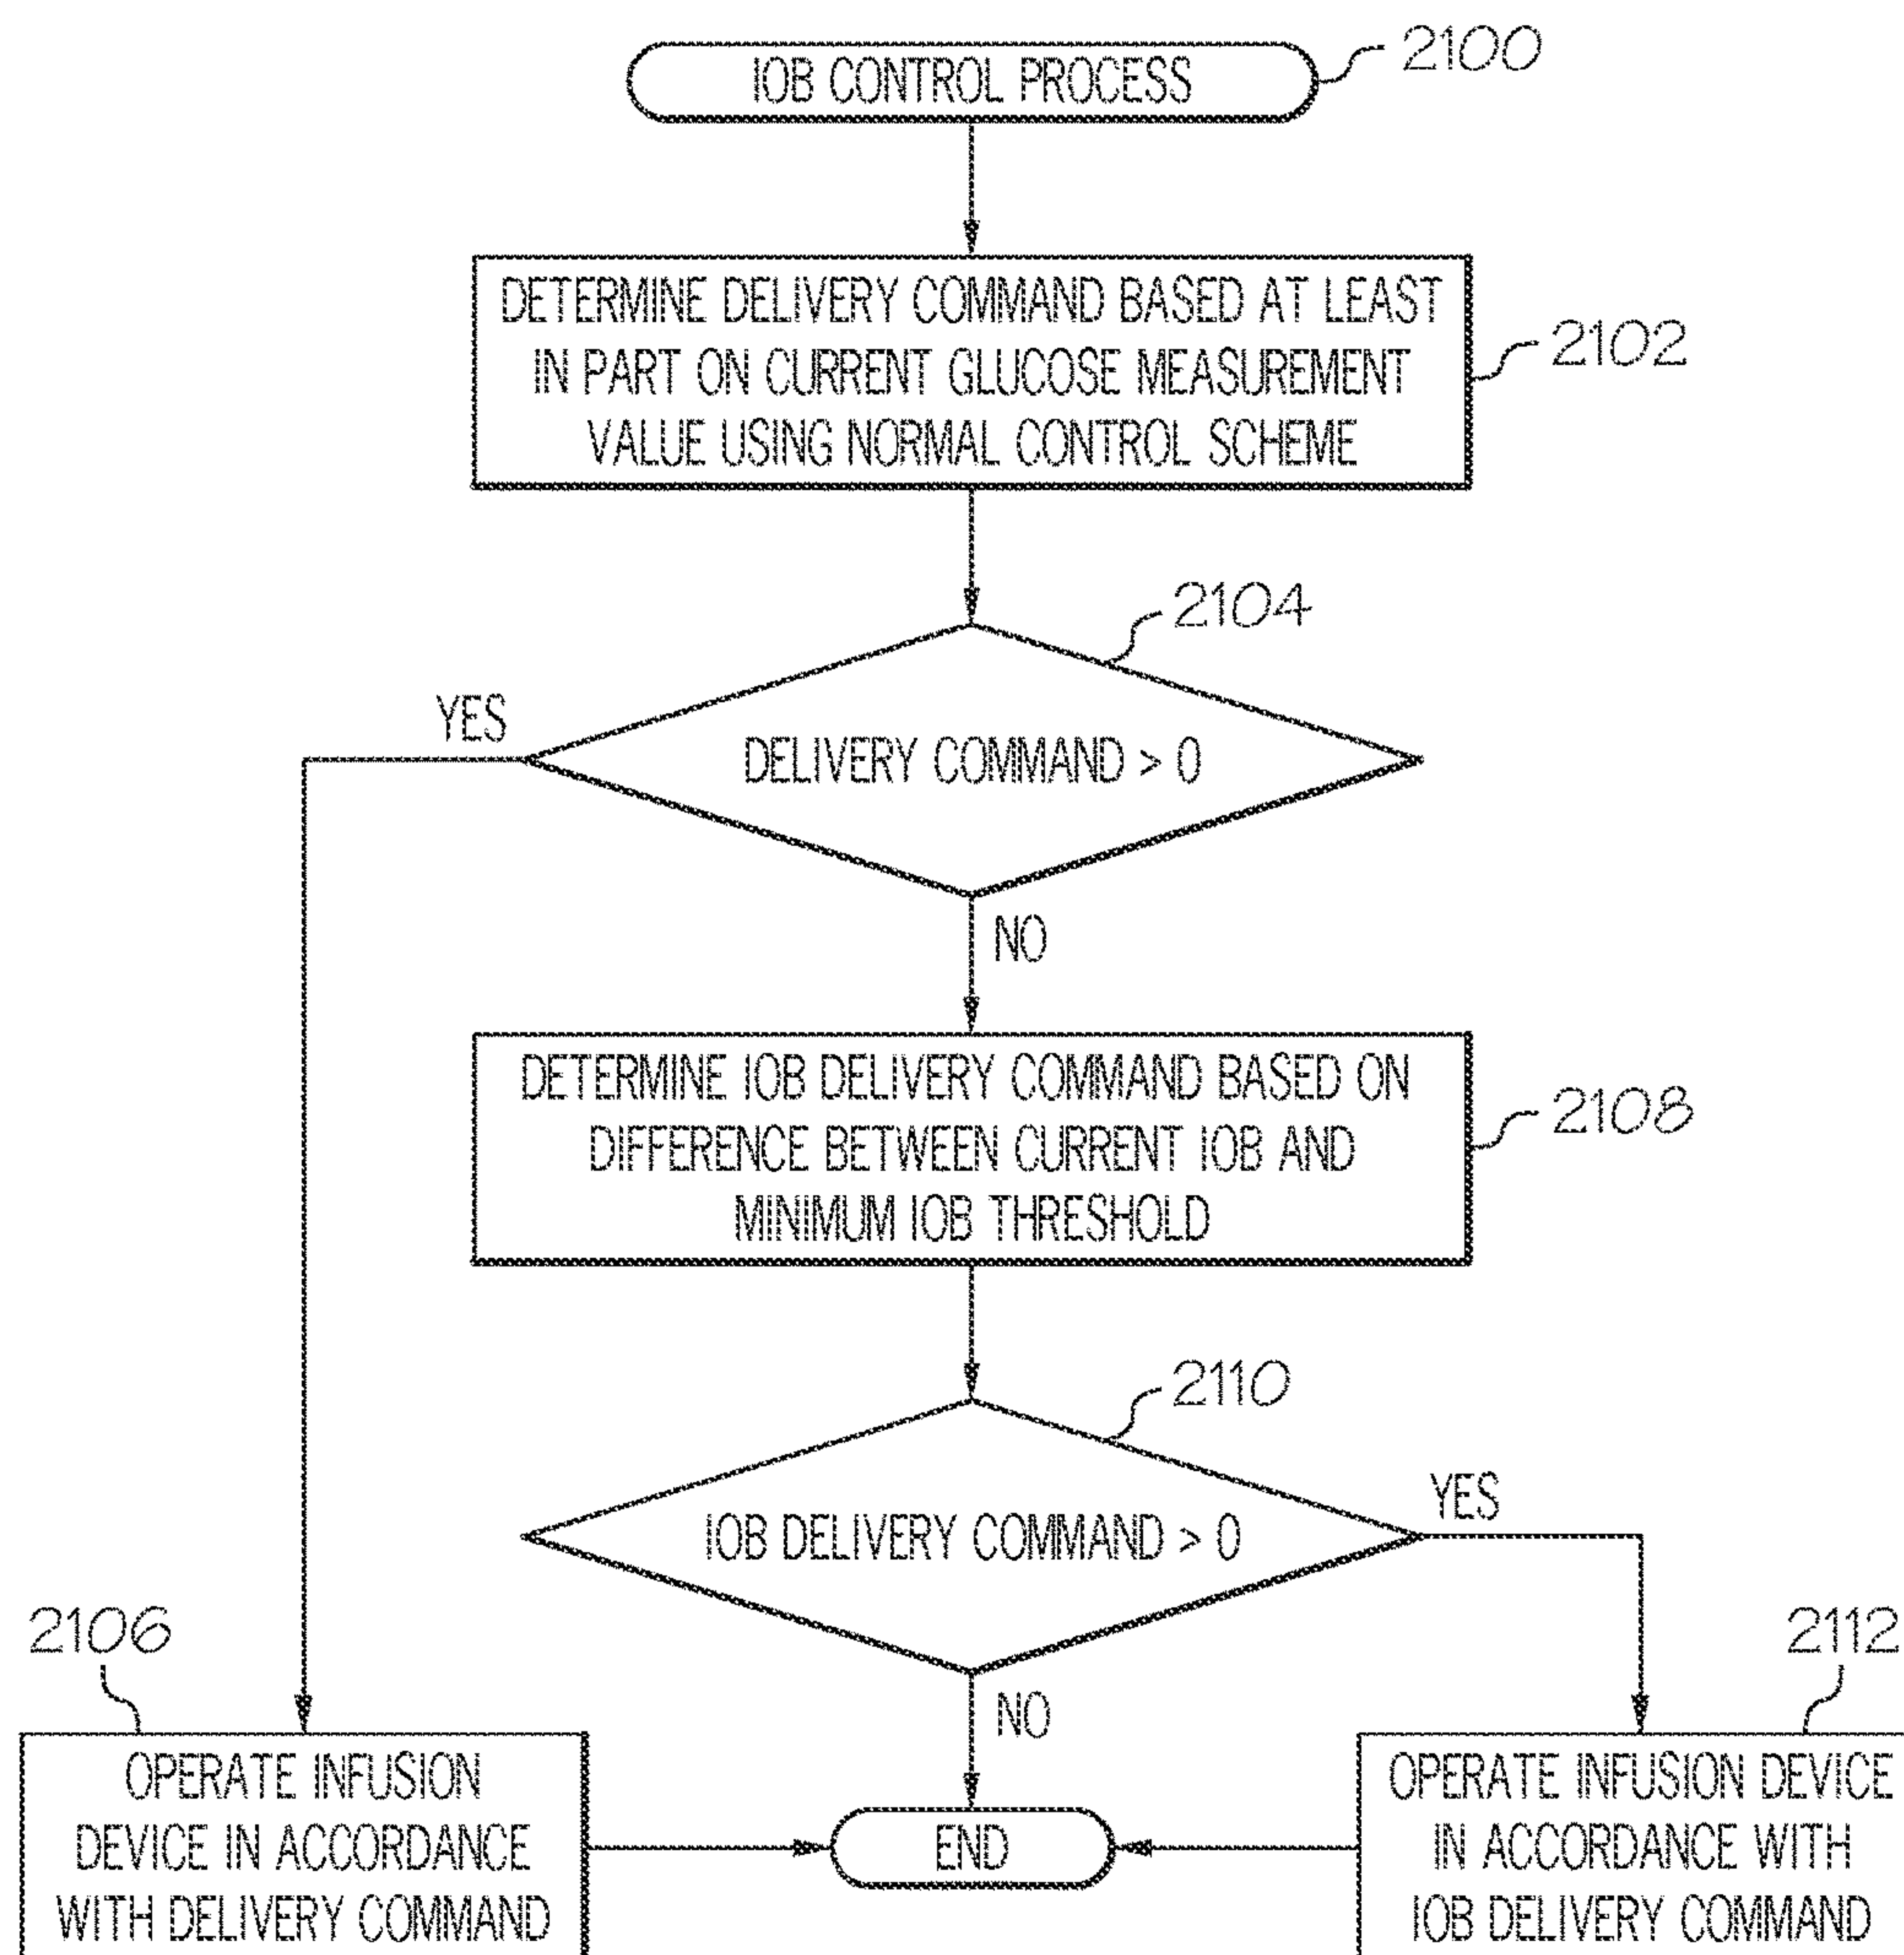 IOB CONTROL PROCESS
2100
DETERMINE DELIVERY COMMAND BASED AT LEAST
IN PART ON CURRENT GLUCOSE MEASUREMENT
VALUE USING NORMAL CONTROL SCHEME
2102
2104
YES
DELIVERY COMMAND > 0
NO
DETERMINE IOB DELIVERY COMMAND BASED ON
DIFFERENCE BETWEEN CURRENT IOB AND
MINIMUM IOB THRESHOLD
2108
2110
YES
IOB DELIVERY COMMAND > 0
NO
2106
OPERATE INFUSION
DEVICE IN ACCORDANCE
WITH DELIVERY COMMAND
END
2112
OPERATE INFUSION DEVICE
IN ACCORDANCE WITH
IOB DELIVERY COMMAND